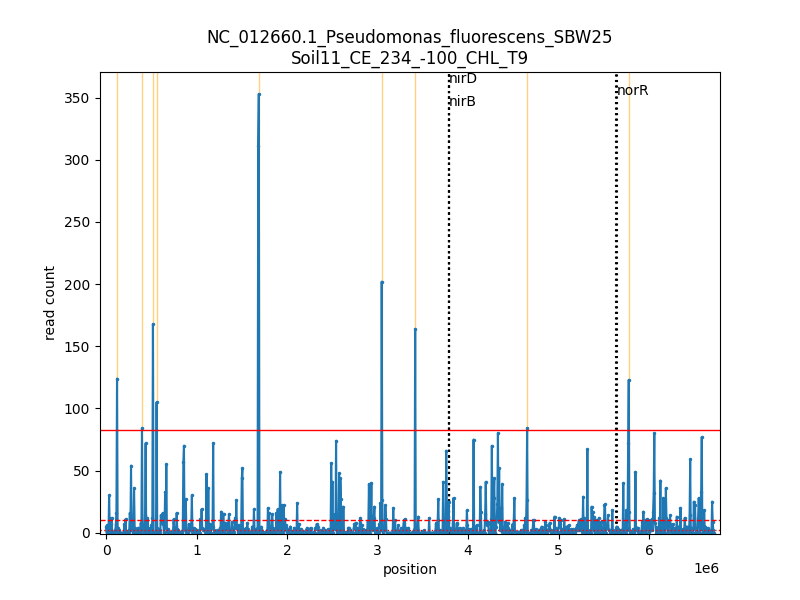 NC_012660.1_Pseudomonas_fluorescens_SBW25
Soil11_CE_234_-100_CHL_T9
nirD
nirB
norR
350
300
250
200
150
100
50
0
read count
0 1 2 3 4 5 6
1e6
position